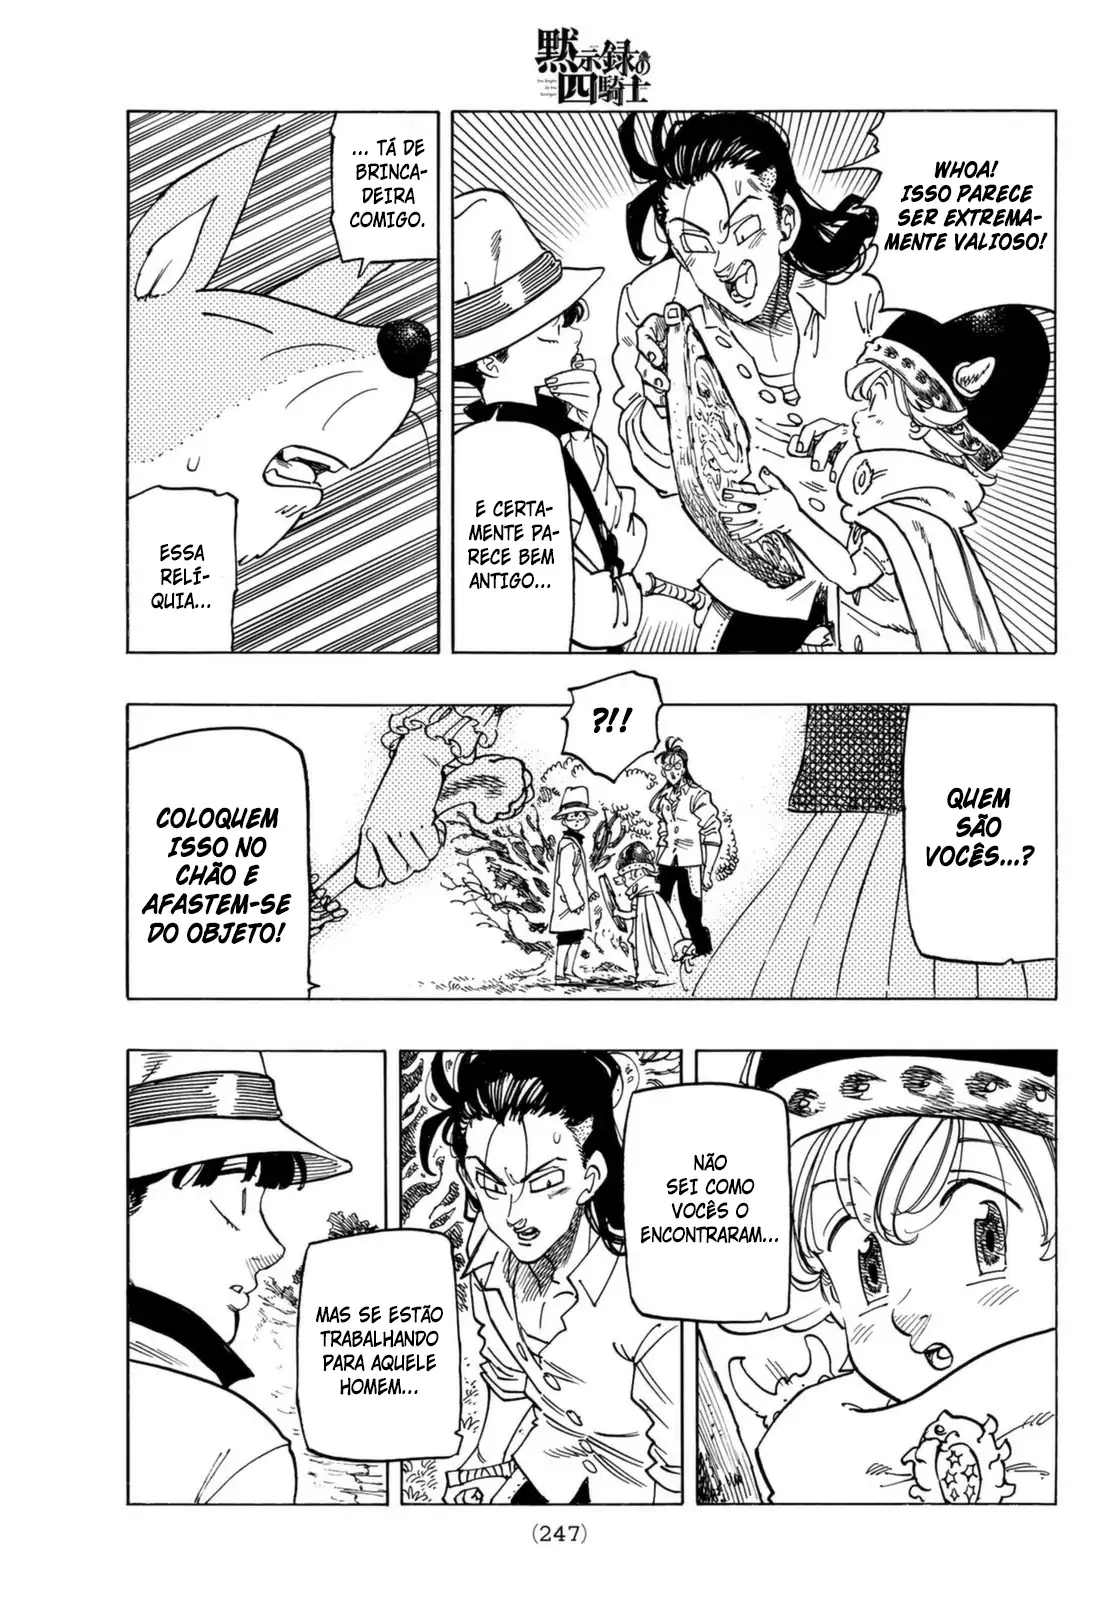 黙示録の
四騎士
WHOA!
ISSO PARECE
SER EXTREMA-
MENTE VALIOSO!
E CERTA-
MENTE PA-
RECE BEM
ANTIGO...
... TÁ DE
BRINCA-
DEIRA
COMIGO.
ESSA
RELÍ-
QUIA...
?!!
QUEM
SÃO
VOCÊS...?
COLOQUEM
ISSO NO
CHÃO E
AFASTEM-SE
DO OBJETO!
NÃO
SEI COMO
VOCÊS O
ENCONTRARAM...
MAS SE ESTÃO
TRABALHANDO
PARA AQUELE
HOMEM...
(247)